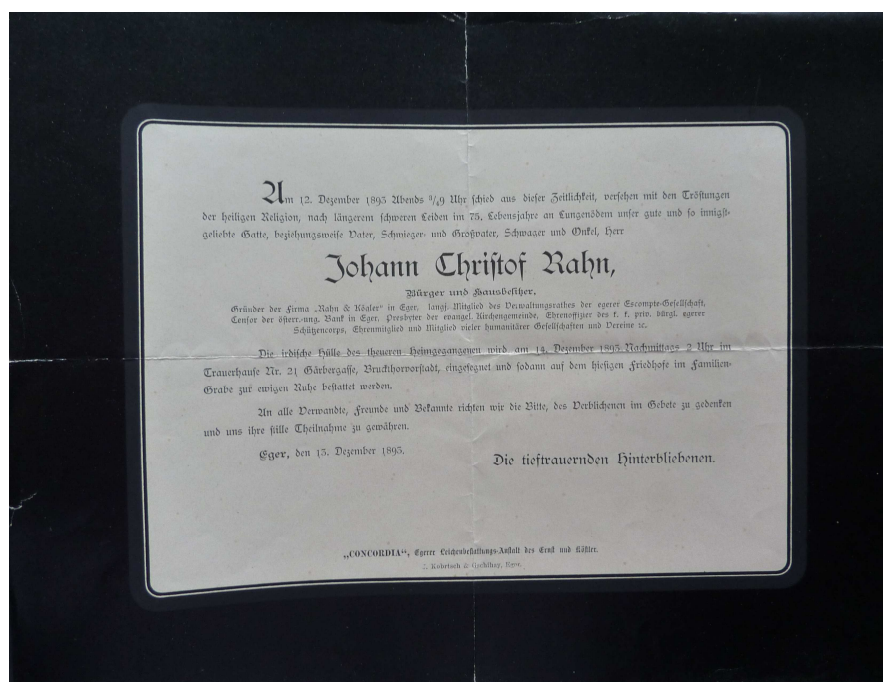 Am 12. Dezember 1893 Abends ³/₄9 Uhr schied aus dieser Zeitlichkeit, versehen mit den Tröstungen
der heiligen Religion, nach längerem schweren Leiden im 75. Lebensjahre an Lungenödem unser gute und so innigst-
geliebte Gatte, beziehungsweise Vater, Schwieger- und Großvater, Schwager und Onkel, Herr
Johann Christof Rahn,
Bürger und Hausbesitzer,
Gründer der Firma „Rahn & Kögler" in Eger, langj. Mitglied des Verwaltungsrathes der egerer Escompte-Gesellschaft,
Censor der österr.-ung. Bank in Eger, Presbyter der evangel. Kirchengemeinde, Ehrenoffizier des k. k. priv. bürgl. egerer
Schützencorps, Ehrenmitglied und Mitglied vieler humanitärer Gesellschaften und Vereine ec.
Die irdische Hülle des theueren Heimgegangenen wird am 14. Dezember 1893 Nachmittags 2 Uhr im
Trauerhause Nr. 21 Gärbergasse, Bruckthorvorstadt, eingesegnet und sodann auf dem hiesigen Friedhofe im Familien-
Grabe zur ewigen Ruhe bestattet werden.
An alle Verwandte, Freunde und Bekannte richten wir die Bitte, des Verblichenen im Gebete zu gedenken
und uns ihre stille Theilnahme zu gewähren.
Eger, den 13. Dezember 1893.
Die tieftrauernden Hinterbliebenen.
„CONCORDIA", Egerer Leichenbestattungs-Anstalt des Ernst und Köstler.
Kobrtsch & Gschihay, Eger.